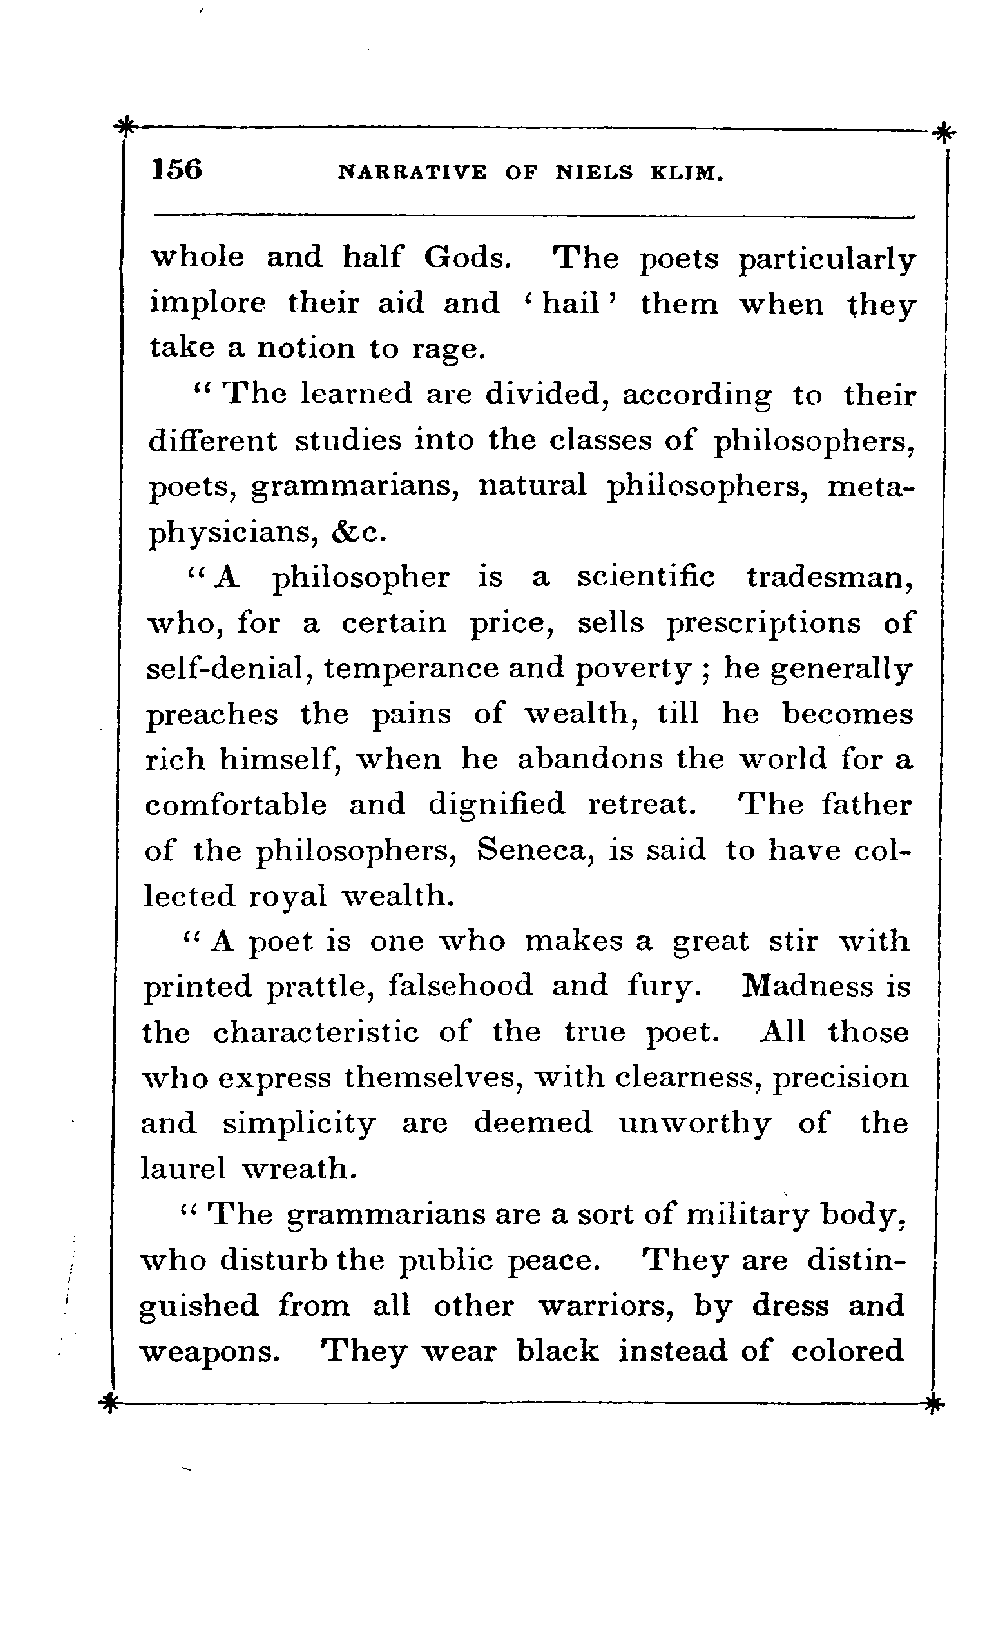 156 NARRATIVE OF NIELS KLIM.
whole and half Gods. The poets particularly
implore their aid and ‘hail’ them when they
take a notion to rage.
“ The learned are divided, according to their
different studies into the classes of philosophers,
poets, grammarians, natural philosophers, meta-
physicians, &c.
“ A philosopher is a scientific tradesman,
who, for a certain price, sells prescriptions of
self-denial, temperance and poverty ; he generally
preaches the pains of wealth, till he becomes
rich himself, when he abandons the world for a
comfortable and dignified retreat. The father
of the philosophers, Seneca, is said to have col-
lected royal wealth.
“ A poet is one who makes a great stir with
printed prattle, falsehood and fury. Madness is
the characteristic of the true poet. All those
who express themselves, with clearness, precision
and simplicity are deemed unworthy of the
laurel wreath.
“ The grammarians are a sort of military body,
who disturb the public peace. They are distin-
guished from all other warriors, by dress and
weapons. They wear black instead of colored